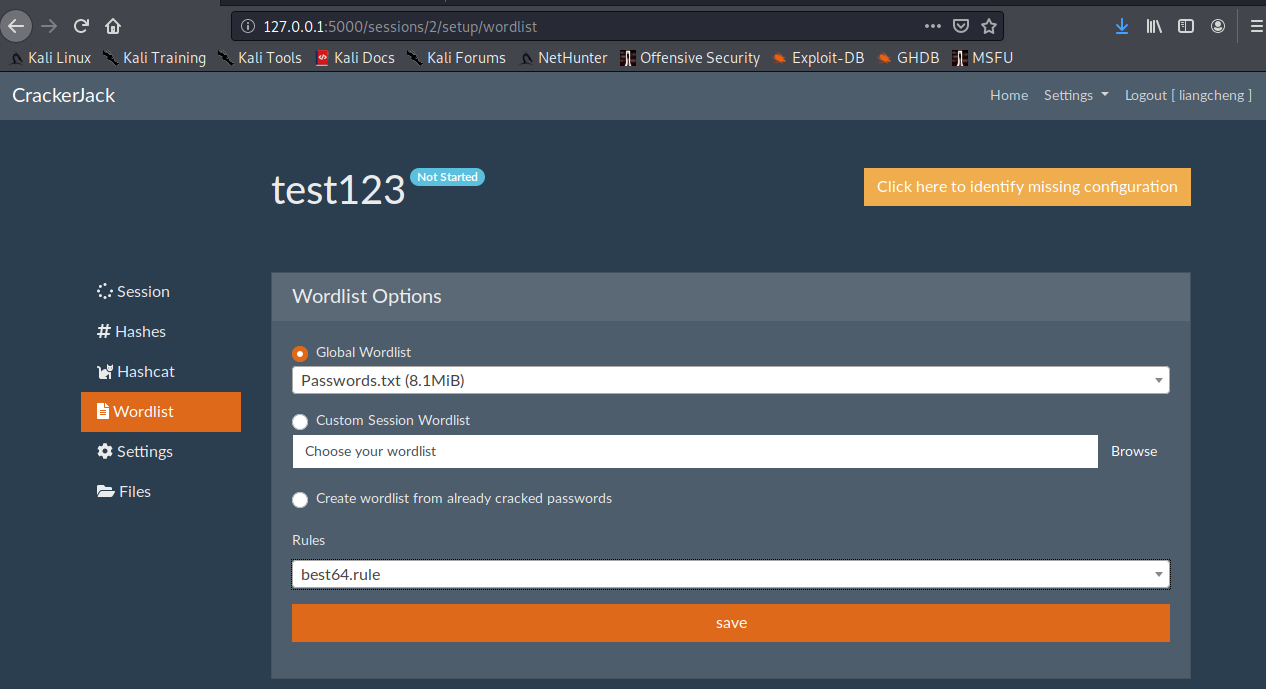 127.0.0.1:5000/sessions/2/setup/wordlist
Kali Linux Kali Training Kali Tools Kali Docs Kali Forums NetHunter Offensive Security Exploit-DB GHDB MSFU
CrackerJack Home Settings Logout [ liangcheng ]
test123 Not Started Click here to identify missing configuration
Session
Hashes
Hashcat
Wordlist
Settings
Files
Wordlist Options
Global Wordlist
Passwords.txt (8.1MiB)
Custom Session Wordlist
Choose your wordlist Browse
Create wordlist from already cracked passwords
Rules
best64.rule
save